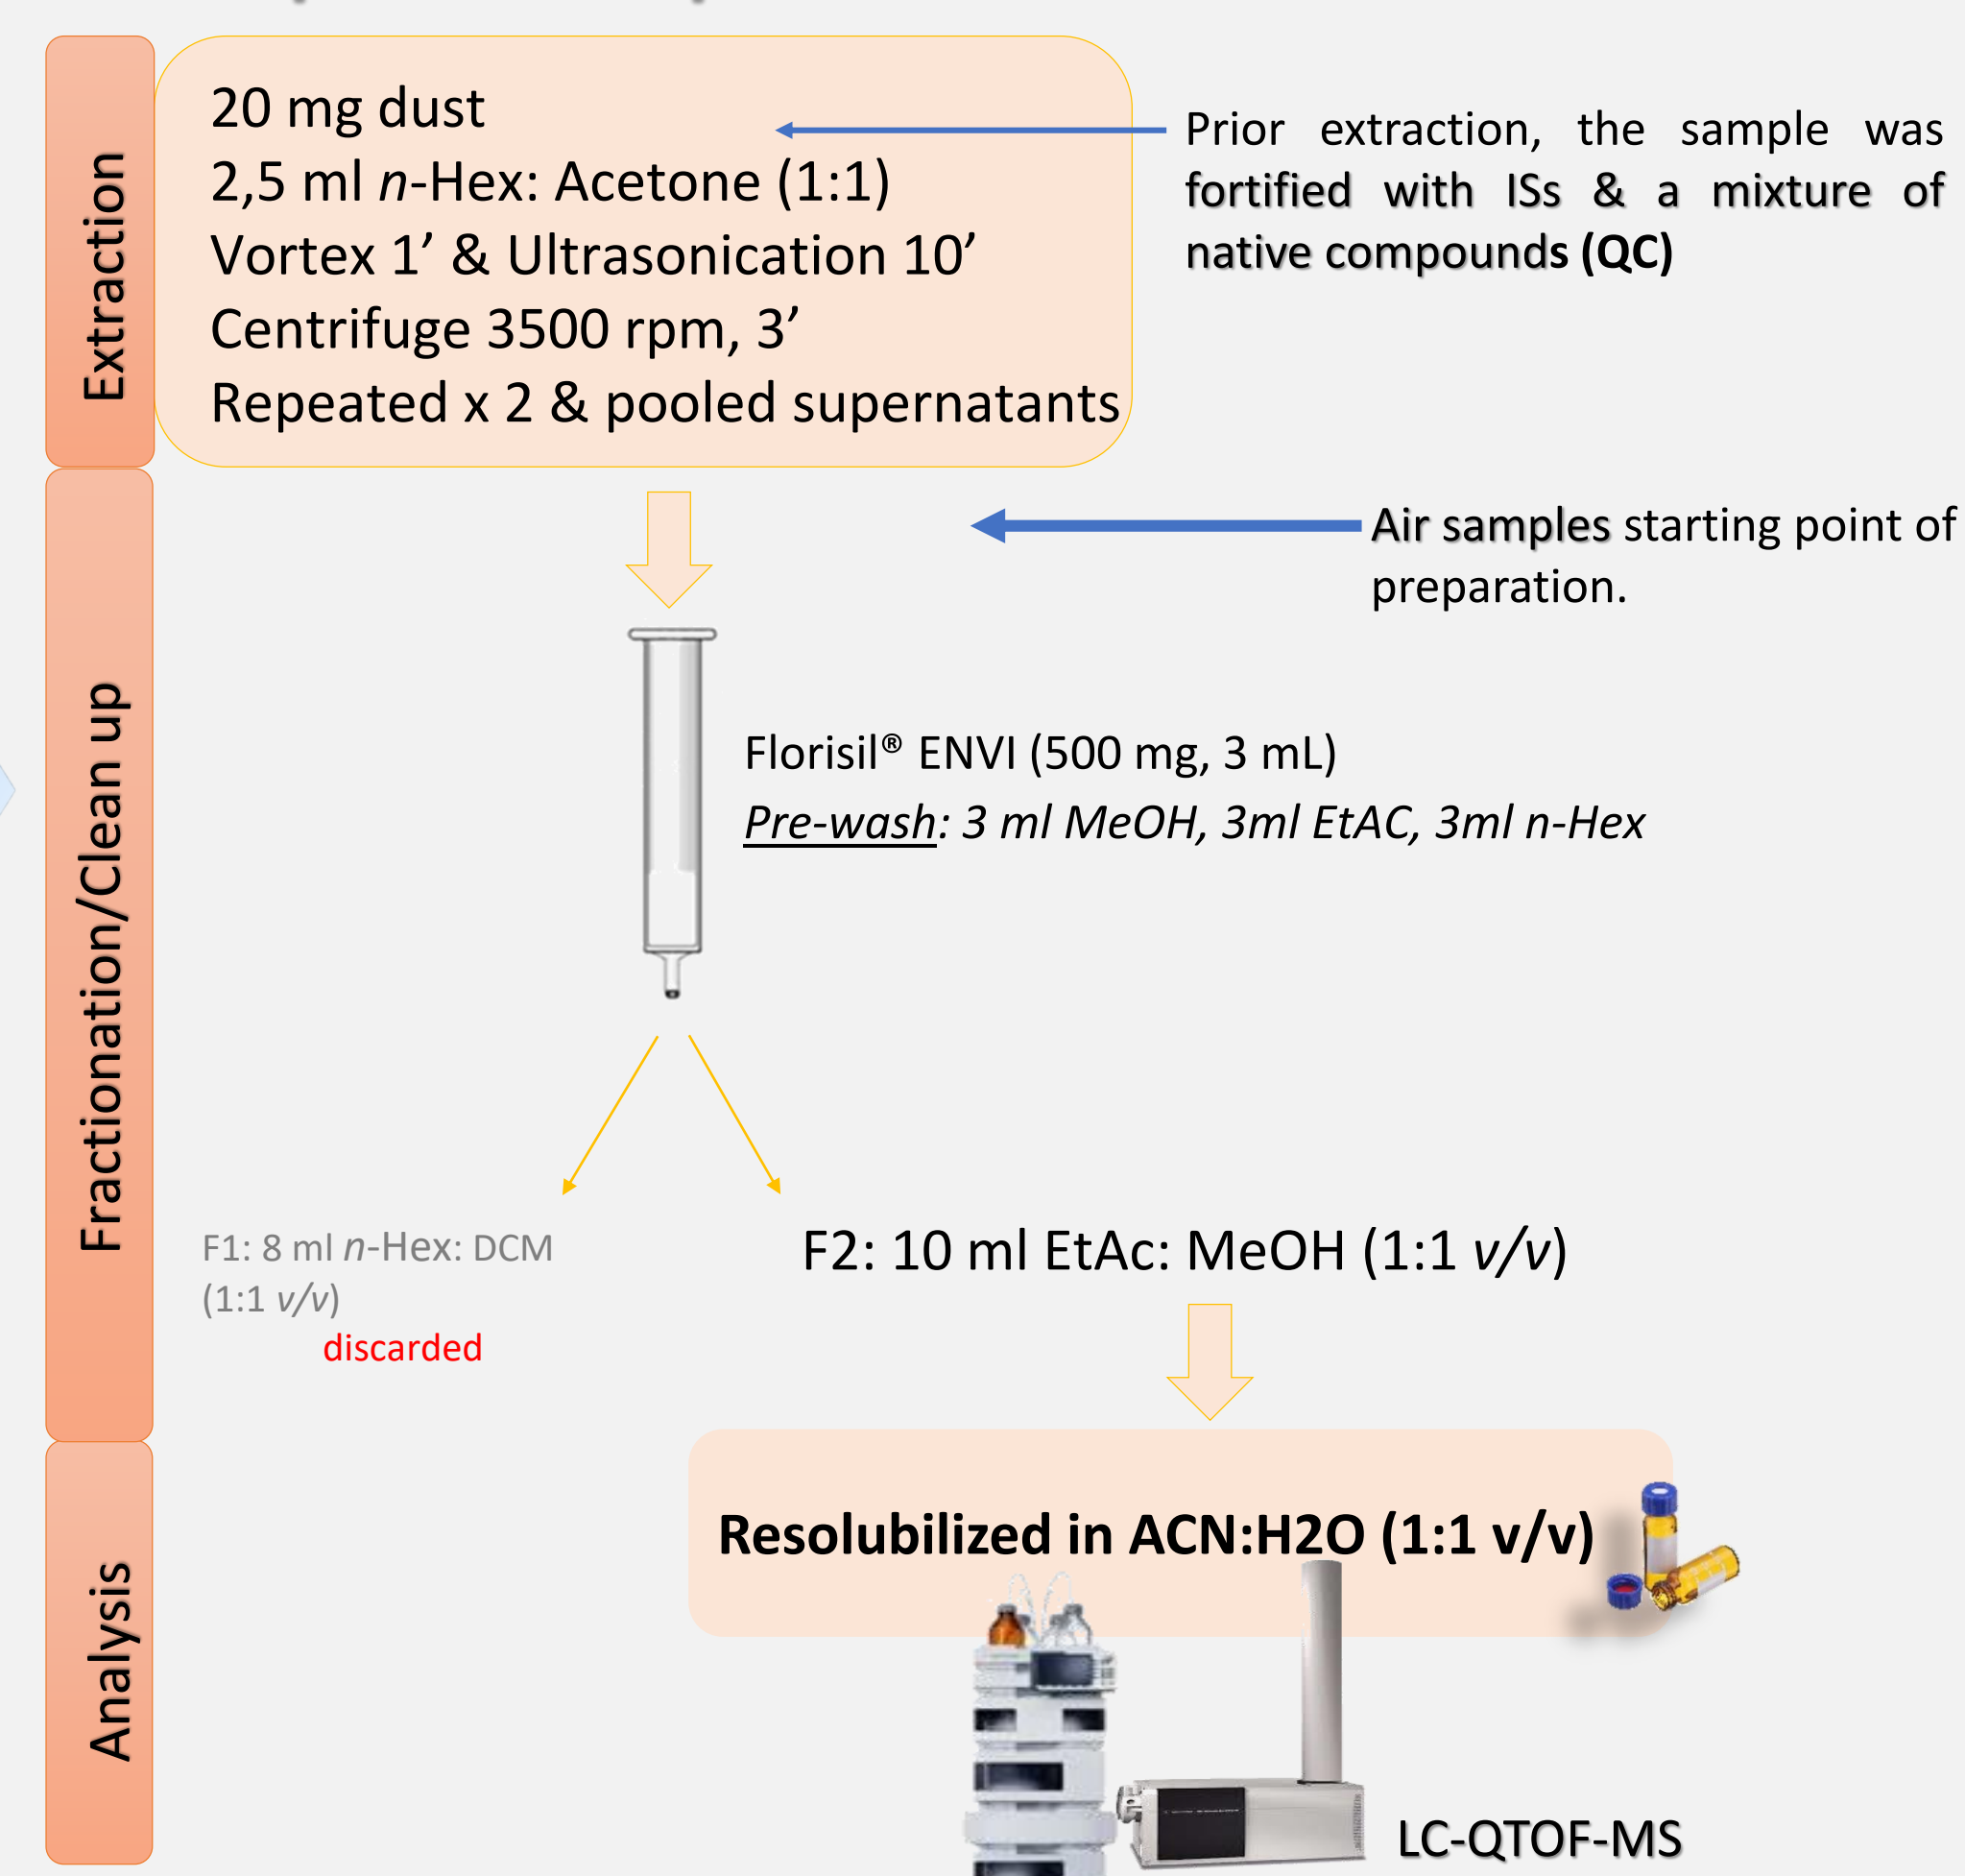 Extraction
20 mg dust
2,5 ml n-Hex: Acetone (1:1)
Vortex 1’ & Ultrasonication 10’
Centrifuge 3500 rpm, 3’
Repeated x 2 & pooled supernatants
Prior extraction, the sample was
fortified with ISs & a mixture of
native compounds (QC)
Fractionation/Clean up
Air samples starting point of
preparation.
Florisil® ENVI (500 mg, 3 mL)
Pre-wash: 3 ml MeOH, 3ml EtAC, 3ml n-Hex
F1: 8 ml n-Hex: DCM
(1:1 v/v)
discarded
F2: 10 ml EtAc: MeOH (1:1 v/v)
Analysis
Resolubilized in ACN:H2O (1:1 v/v)
LC-QTOF-MS